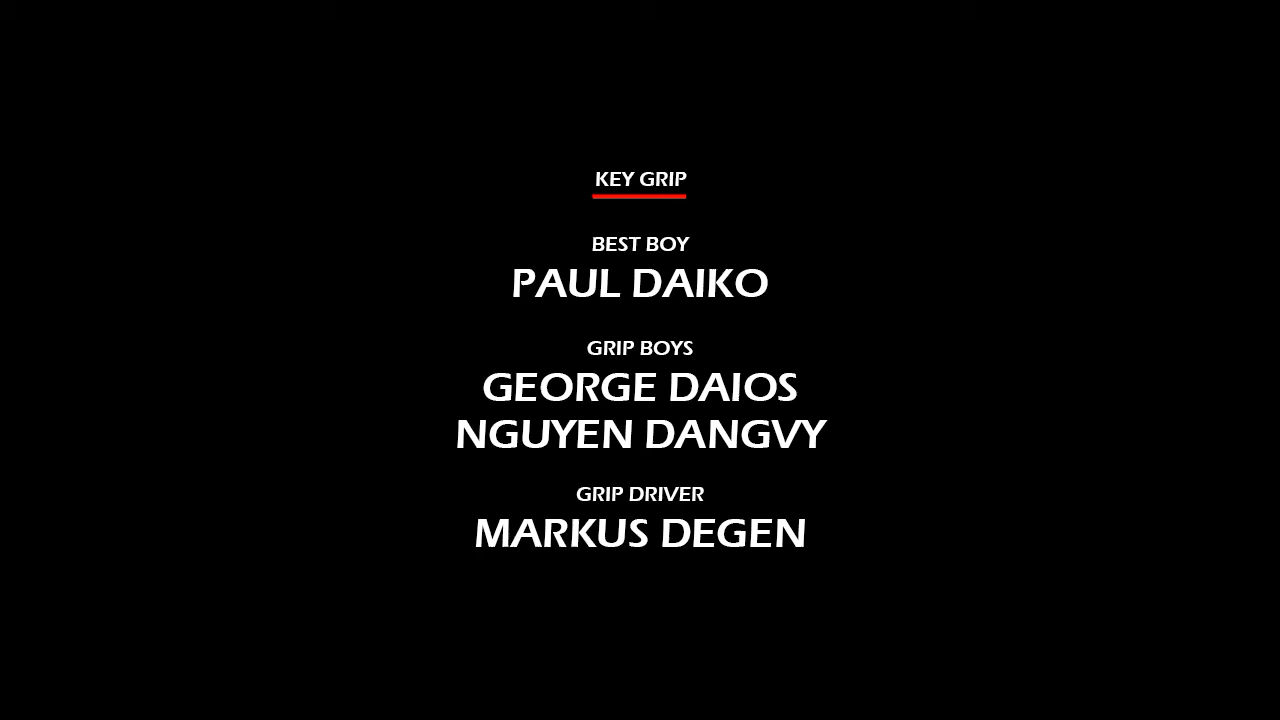 KEY GRIP
BEST BOY
PAUL DAIKO
GRIP BOYS
GEORGE DAIOS
NGUYEN DANGVY
GRIP DRIVER
MARKUS DEGEN